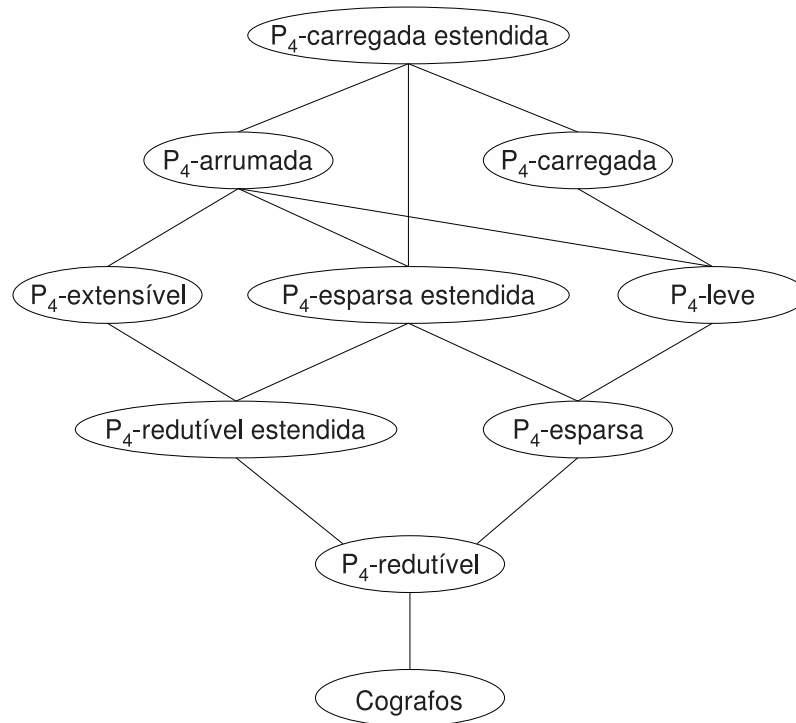 P₄-carregada estendida
P₄-arrumada
P₄-carregada
P₄-extensível
P₄-esparsa estendida
P₄-leve
P₄-redutível estendida
P₄-esparsa
P₄-redutível
Cografos